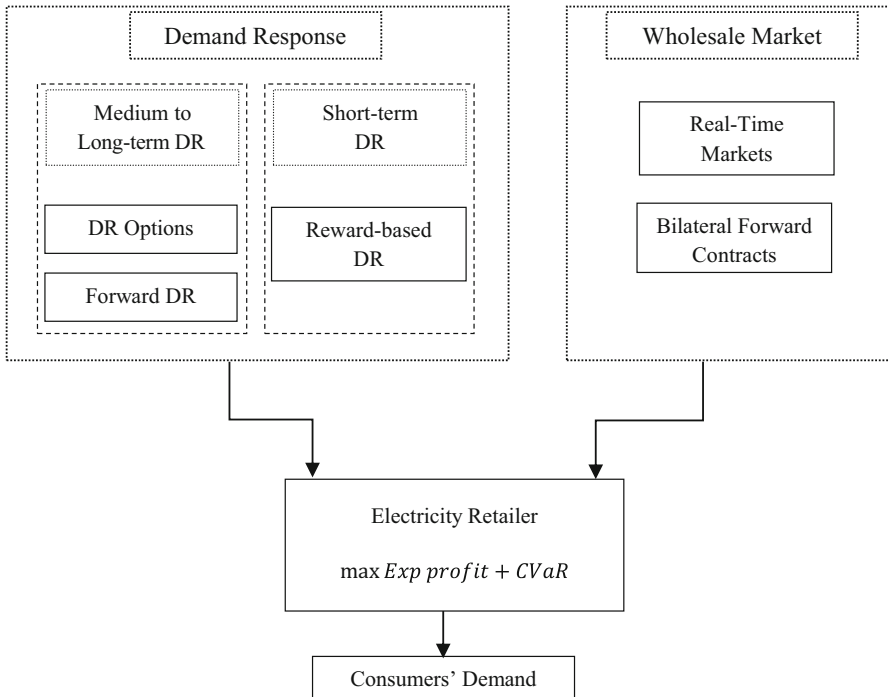 Demand Response
Medium to
Long-term DR
DR Options
Forward DR
Short-term
DR
Reward-based
DR
Wholesale Market
Real-Time
Markets
Bilateral Forward
Contracts
Electricity Retailer
max Exp profit + CVaR
Consumers’ Demand